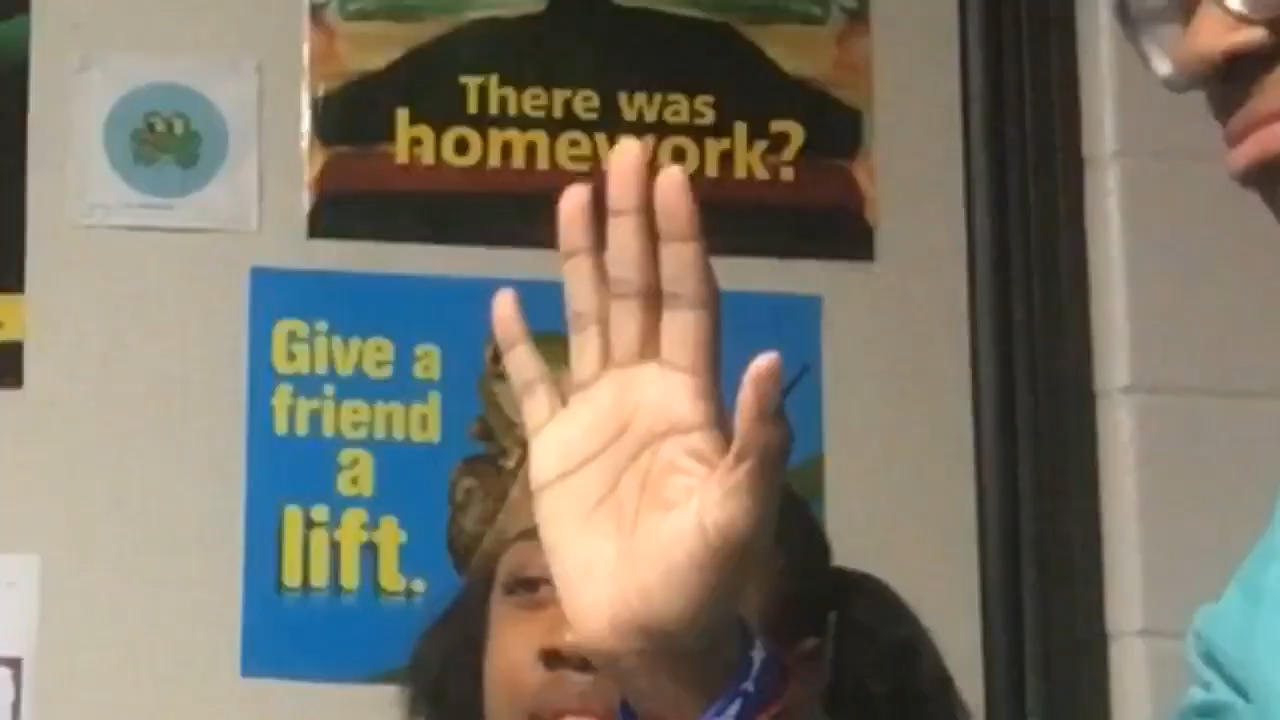 There was
homework?
Give a
friend
a
lift.